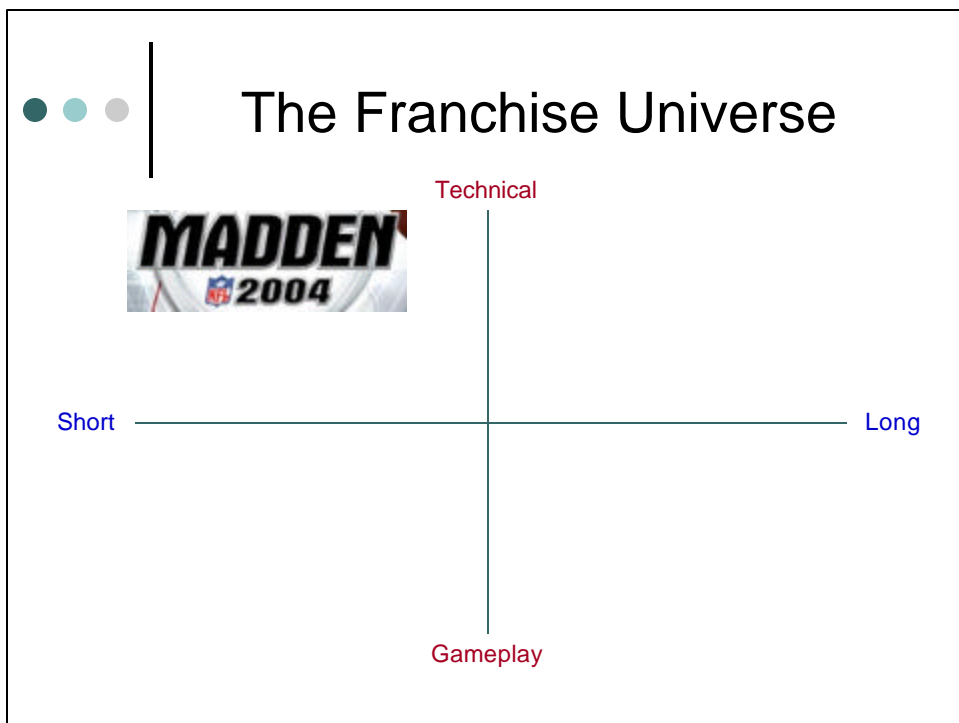 The Franchise Universe
Technical
MADDEN
NFL 2004
Short
Long
Gameplay